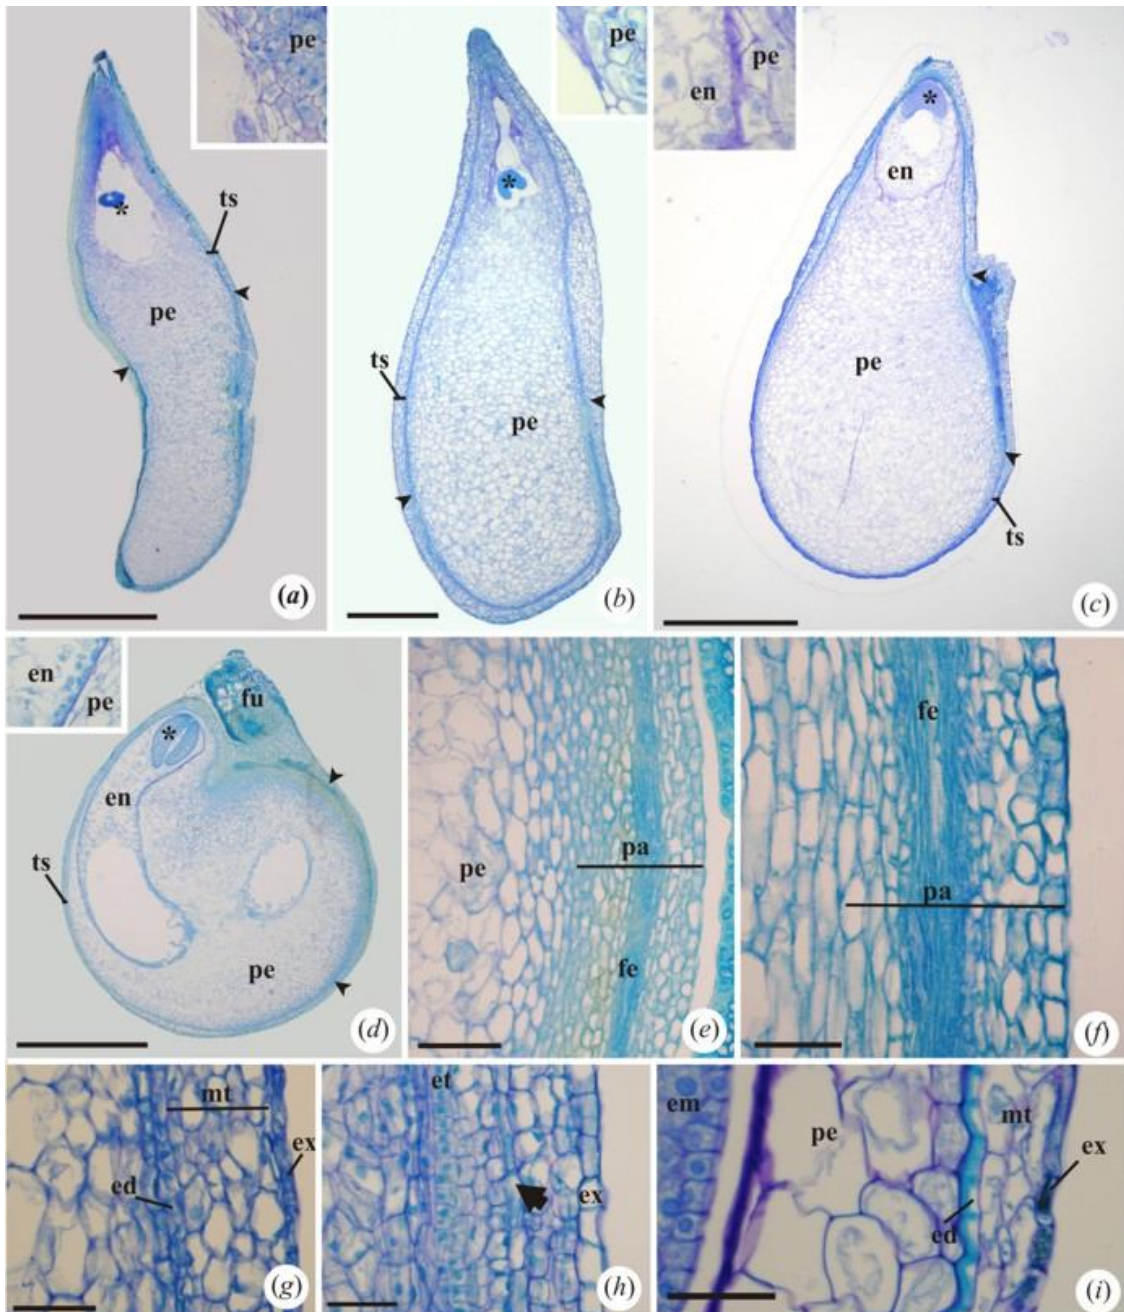 pe
pe
pe
en
*
en
*
ts
*
pe
ts
pe
pe
ts
(a)
(b)
(c)
en
pe
fu
*
en
ts
pe
(d)
pe
pa
fe
(e)
fe
pa
(f)
mt
ex
ed
(g)
et
ex
(h)
em
pe
mt
ex
ed
(i)